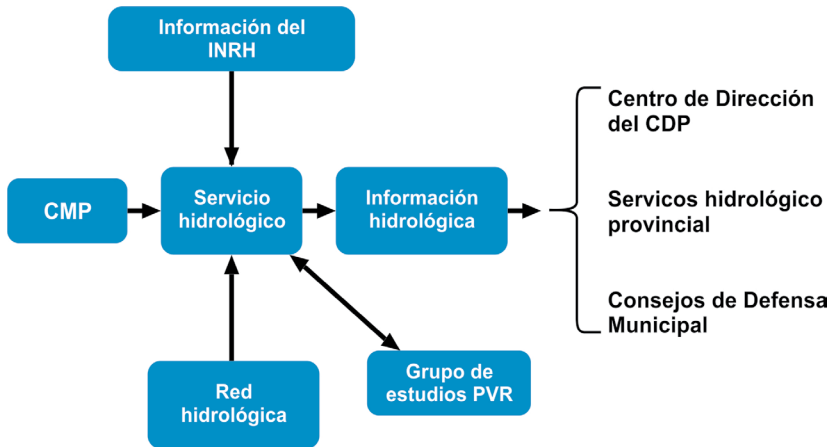 Información del
INRH
CMP
Servicio
hidrológico
Información
hidrológica
Centro de Dirección
del CDP
Servicos hidrológico
provincial
Consejos de Defensa
Municipal
Red
hidrológica
Grupo de
estudios PVR